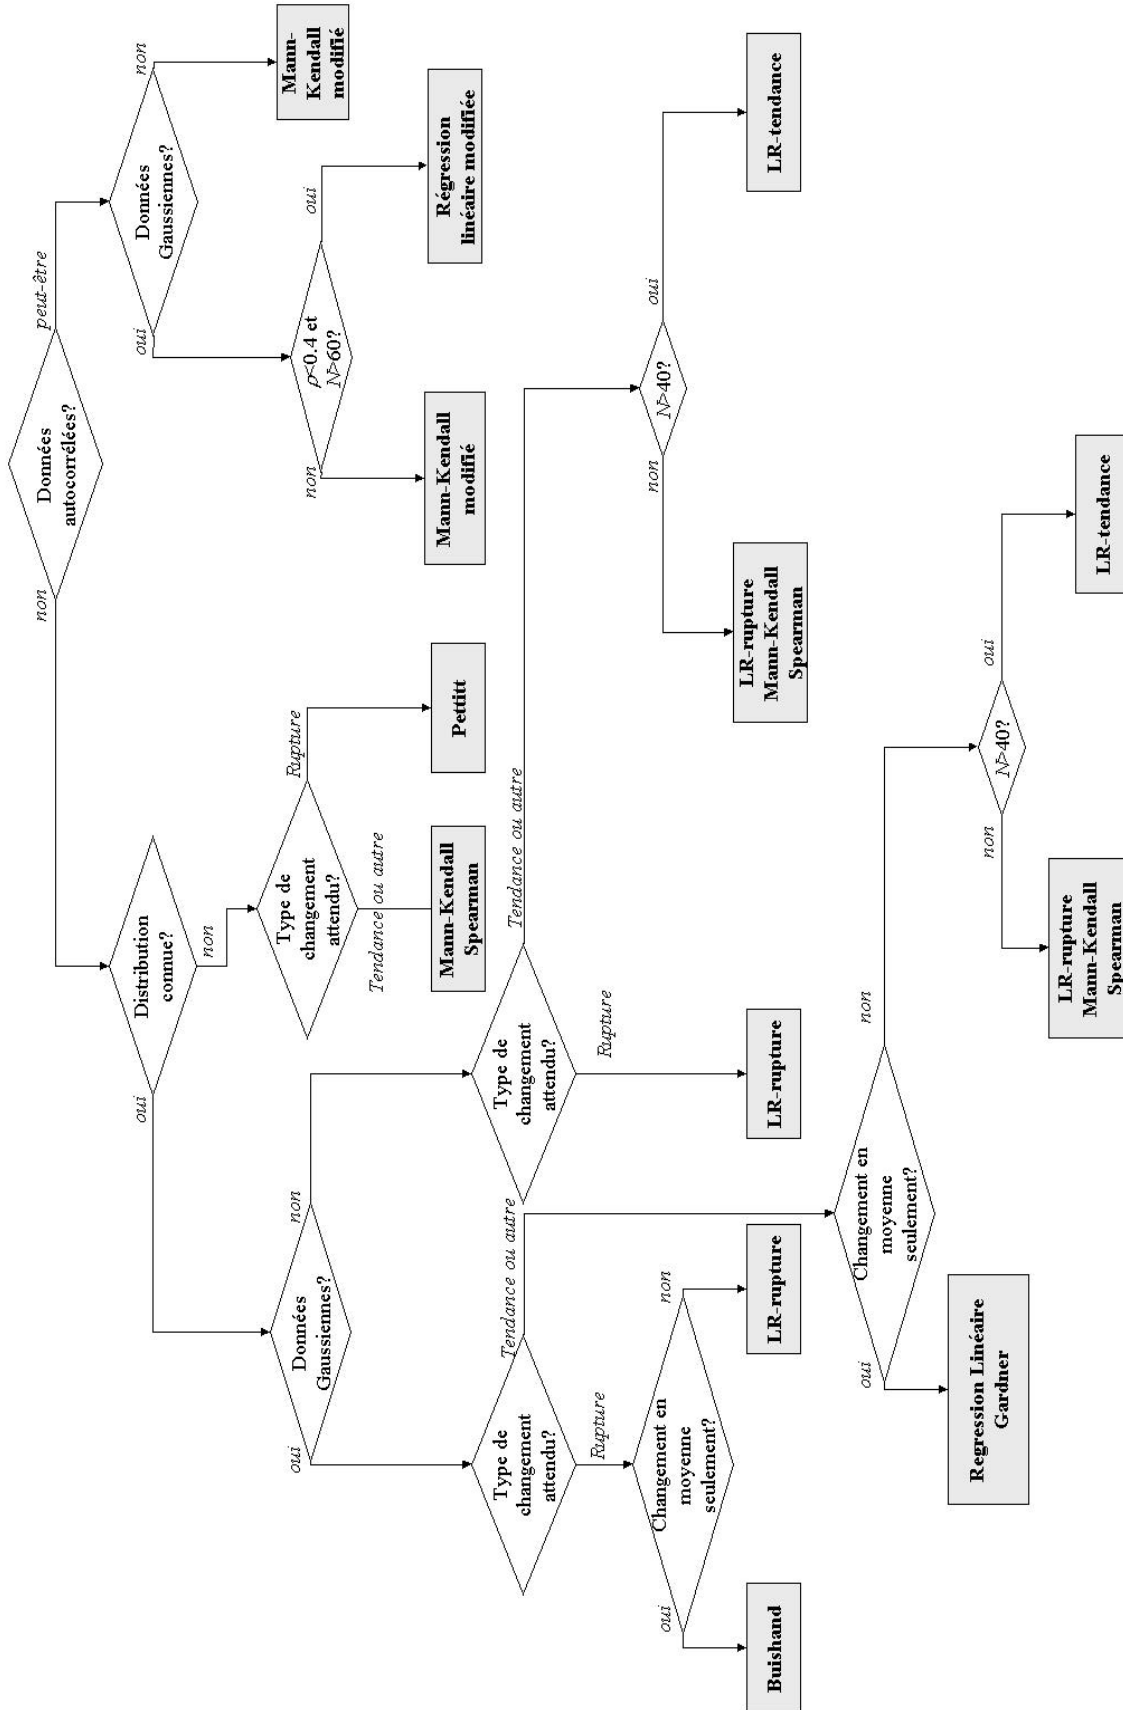 Données
autocorrélées?
non
peut-être
Distribution
connue?
oui
non
Données
Gaussiennes?
oui
non
Mann-
Kendall
modifié
ρ<0.4 et
N>60?
non
oui
Mann-Kendall
modifié
Régression
linéaire modifiée
Type de
changement
attendu?
Tendance ou autre
Rupture
Mann-Kendall
Spearman
Pettitt
Données
Gaussiennes?
oui
non
Type de
changement
attendu?
Rupture
Tendance ou autre
Type de
changement
attendu?
Rupture
Tendance ou autre
Changement en
moyenne
seulement?
oui
non
Buishand
LR-rupture
LR-rupture
N>40?
non
oui
LR-rupture
Mann-Kendall
Spearman
LR-tendance
Changement en
moyenne
seulement?
oui
non
Regression Linéaire
Gardner
N>40?
non
oui
LR-rupture
Mann-Kendall
Spearman
LR-tendance